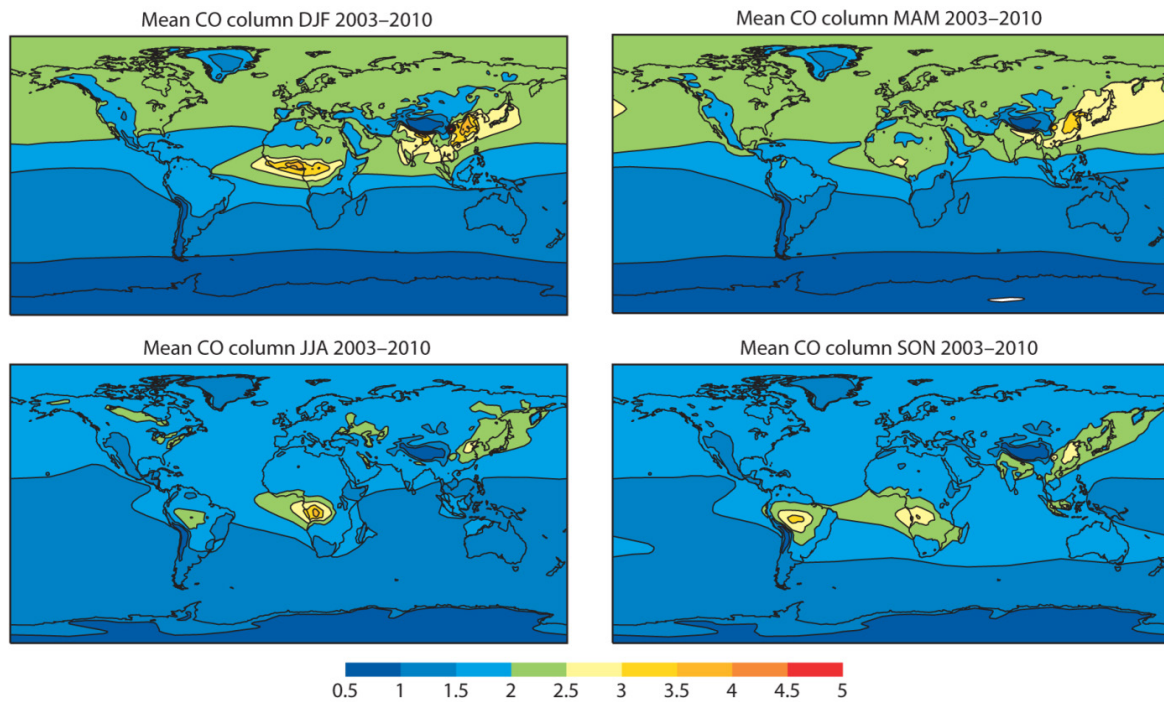 Mean CO column DJF 2003–2010
Mean CO column MAM 2003–2010
Mean CO column JJA 2003–2010
Mean CO column SON 2003–2010
0.5 1 1.5 2 2.5 3 3.5 4 4.5 5